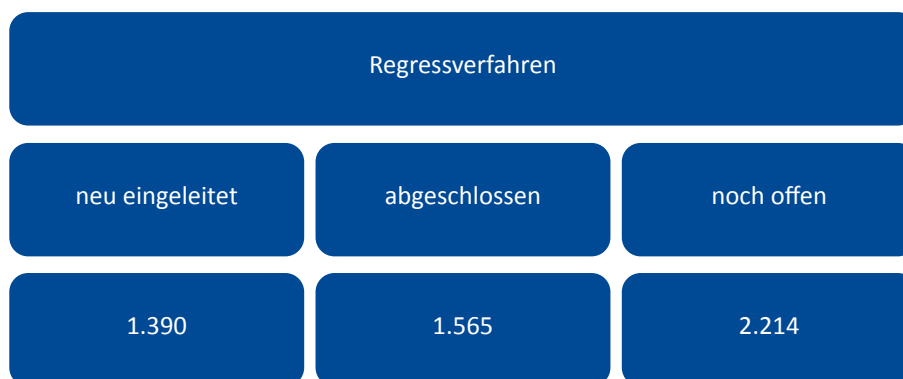 Regressverfahren
neu eingeleitet
abgeschlossen
noch offen
1.390
1.565
2.214